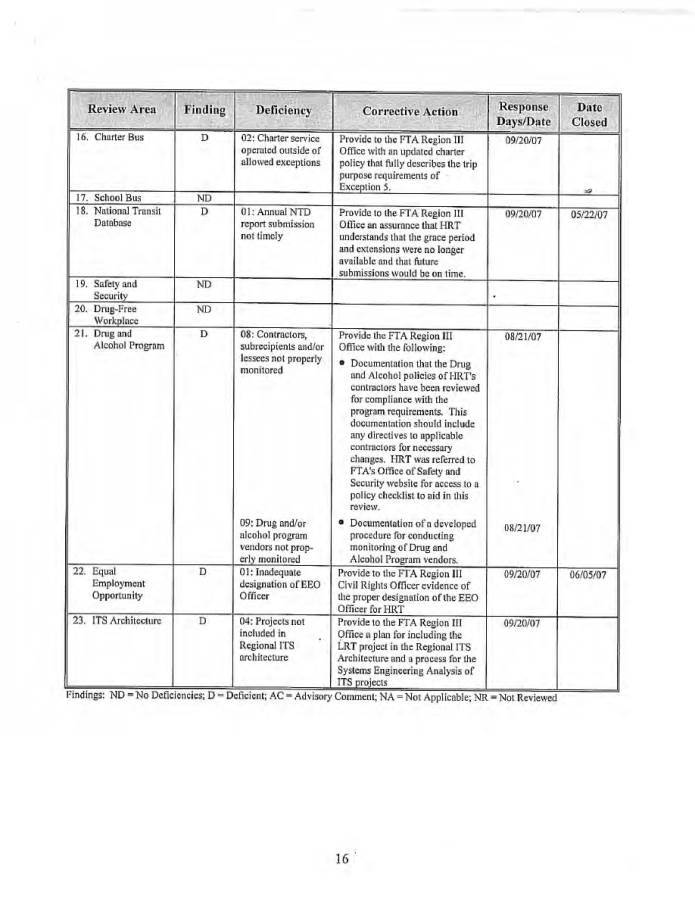 Review Area Finding Deficiency Corrective Action Response Days/Date Date Closed
16. Charter Bus D 02: Charter service operated outside of allowed exceptions Provide to the FTA Region III Office with an updated charter policy that fully describes the trip purpose requirements of Exception 5. 09/20/07
17. School Bus ND
18. National Transit Database D 01: Annual NTD report submission not timely Provide to the FTA Region III Office an assurance that HRT understands that the grace period and extensions were no longer available and that future submissions would be on time. 09/20/07 05/22/07
19. Safety and Security ND
20. Drug-Free Workplace ND
21. Drug and Alcohol Program D 08: Contractors, subrecipients and/or lessees not properly monitored Provide the FTA Region III Office with the following:
• Documentation that the Drug and Alcohol policies of HRT's contractors have been reviewed for compliance with the program requirements. This documentation should include any directives to applicable contractors for necessary changes. HRT was referred to FTA's Office of Safety and Security website for access to a policy checklist to aid in this review. 08/21/07
09: Drug and/or alcohol program vendors not prop-erly monitored • Documentation of a developed procedure for conducting monitoring of Drug and Alcohol Program vendors. 08/21/07
22. Equal Employment Opportunity D 01: Inadequate designation of EEO Officer Provide to the FTA Region III Civil Rights Officer evidence of the proper designation of the EEO Officer for HRT 09/20/07 06/05/07
23. ITS Architecture D 04: Projects not included in Regional ITS architecture Provide to the FTA Region III Office a plan for including the LRT project in the Regional ITS Architecture and a process for the Systems Engineering Analysis of ITS projects 09/20/07
Findings: ND = No Deficiencies; D = Deficient; AC = Advisory Comment; NA = Not Applicable; NR = Not Reviewed
16